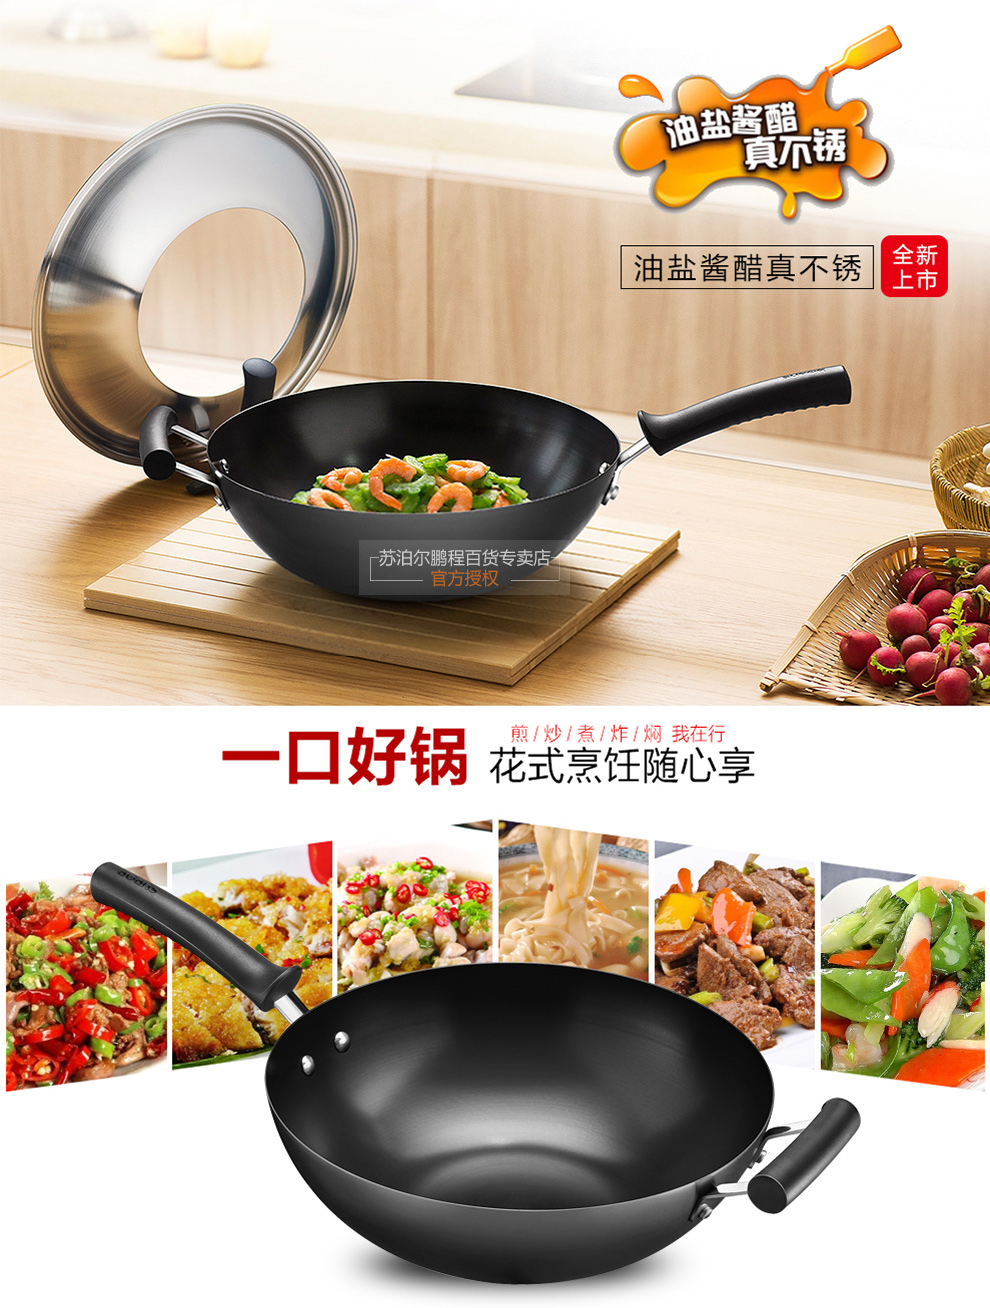 油盐酱醋
真不锈
油盐酱醋真不锈
全新
上市
苏泊尔鹏程百货专卖店
官方授权
一口好锅
煎/炒/煮/炸/焖 我在行
花式烹饪随心享